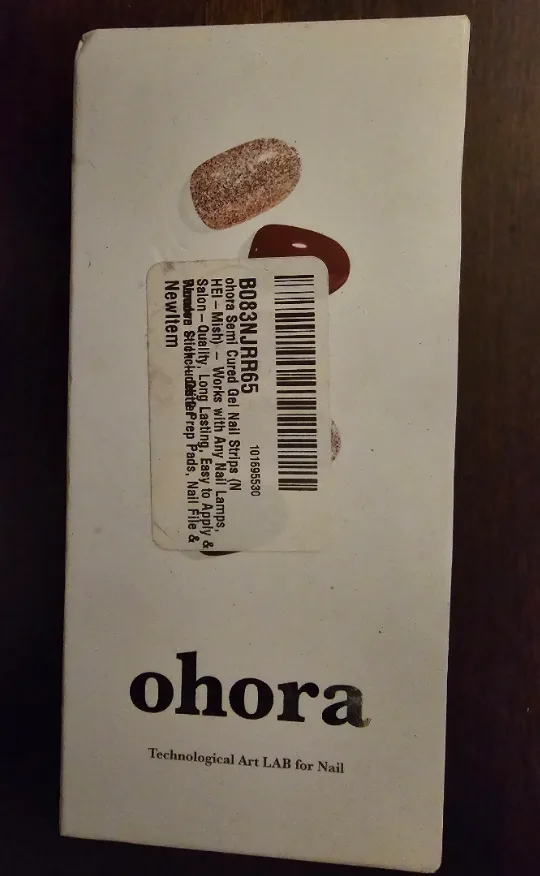 B083NJRR65
101695530
ohora Semi Cured Gel Nail Strips (N
HEI – Mish) – Works with Any Nail Lamps,
Salon – Quality, Long Lasting, Easy to Apply &
Prep Pads, Nail File &
NewItem
ohora
Technological Art LAB for Nail